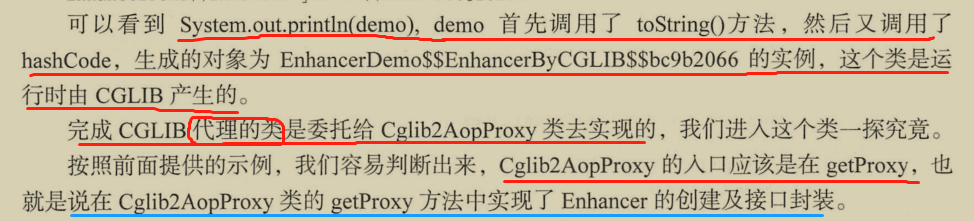 可以看到 System.out.println(demo), demo 首先调用了 toString()方法，然后又调用了
hashCode，生成的对象为 EnhancerDemo$$EnhancerByCGLIB$$bc9b2066 的实例，这个类是运
行时由 CGLIB 产生的。
完成 CGLIB 代理的类是委托给 Cglib2AopProxy 类去实现的，我们进入这个类一探究竟。
按照前面提供的示例，我们容易判断出来，Cglib2AopProxy 的入口应该是在 getProxy，也
就是说在 Cglib2AopProxy 类的 getProxy 方法中实现了 Enhancer 的创建及接口封装。